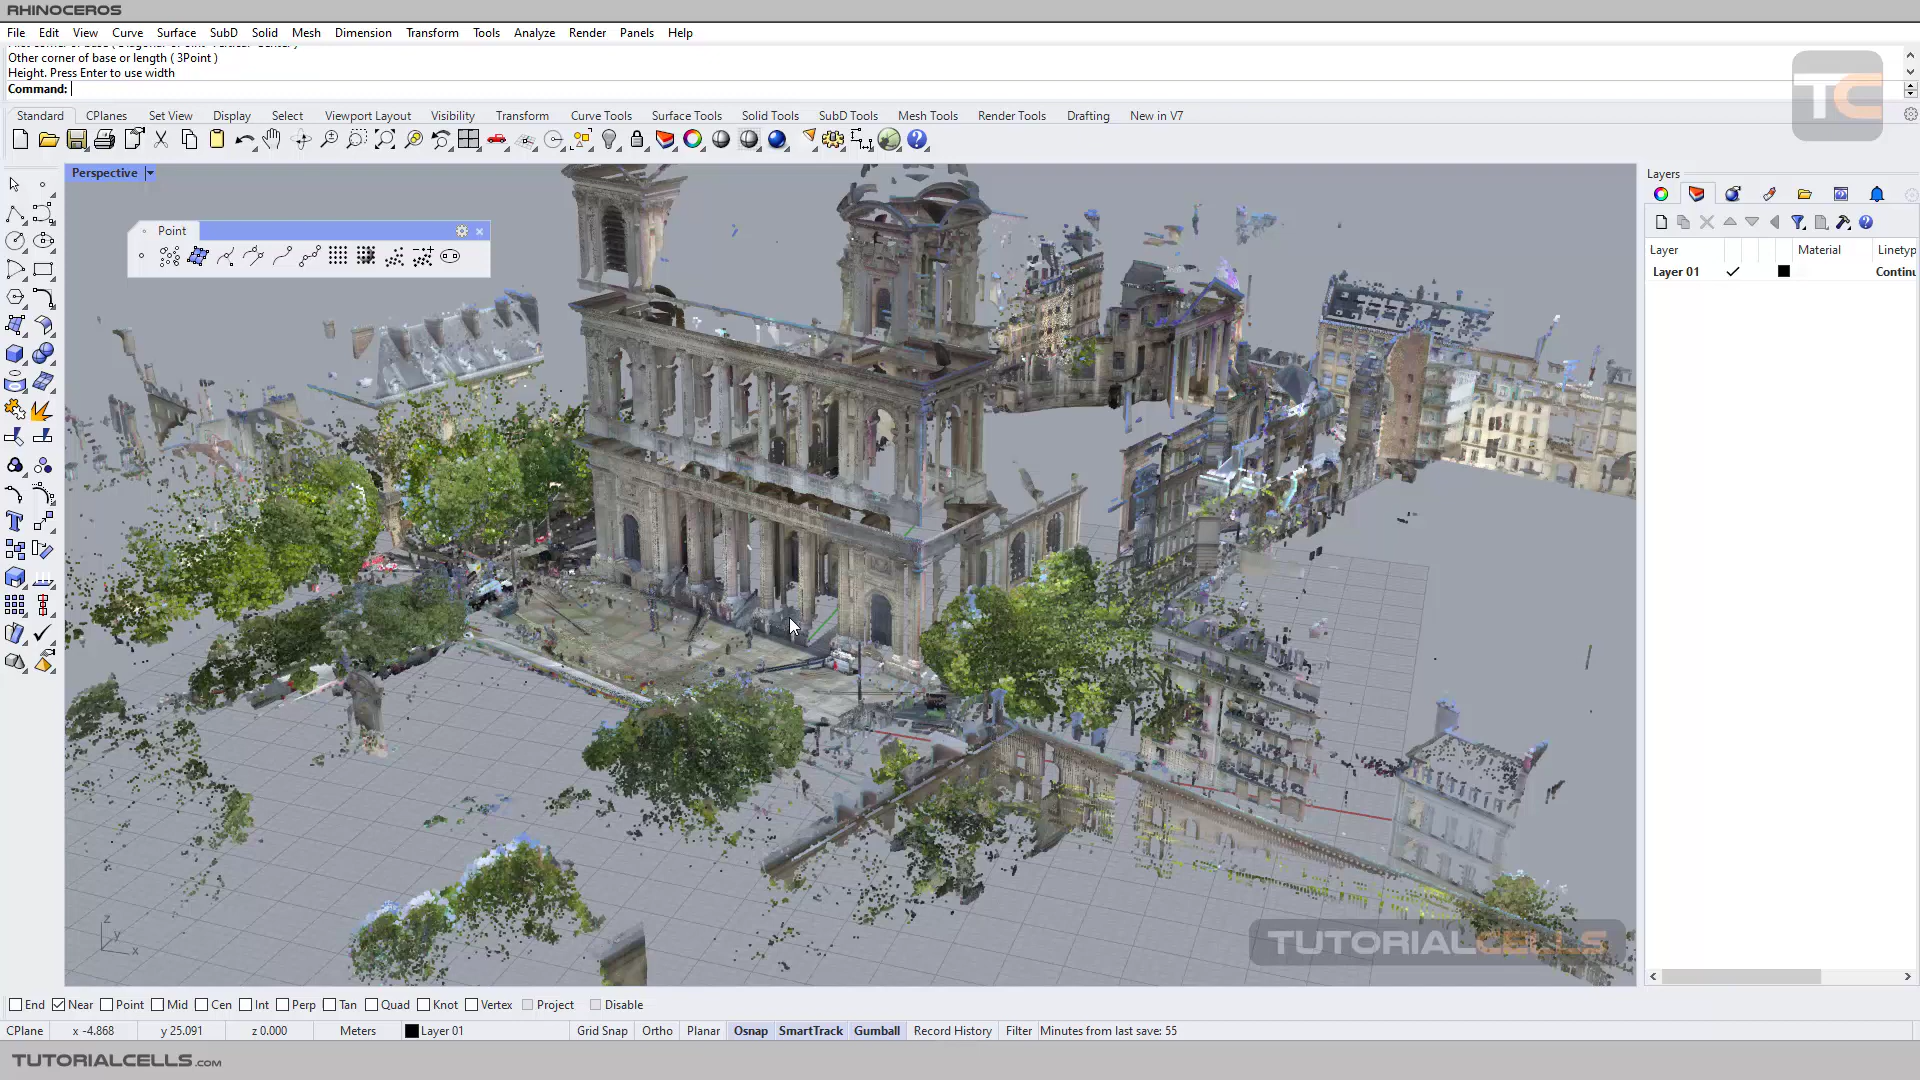 RHINOCEROS
File Edit View Curve Surface SubD Solid Mesh Dimension Transform Tools Analyze Render Panels Help
Other corner of base or length ( 3Point )
Height. Press Enter to use width
Command:
TC
Standard CPlanes Set View Display Select Viewport Layout Visibility Transform Curve Tools Surface Tools Solid Tools SubD Tools Mesh Tools Render Tools Drafting New in V7
Perspective
Layers
Point
Layer Material Linetyp
Layer 01 Continu
z
y
x
TUTORIALCELLS
End Near Point Mid Cen Int Perp Tan Quad Knot Vertex Project Disable
CPlane x -4.868 y 25.091 z 0.000 Meters Layer 01 Grid Snap Ortho Planar Osnap SmartTrack Gumball Record History Filter Minutes from last save: 55
TUTORIALCELLS.COM